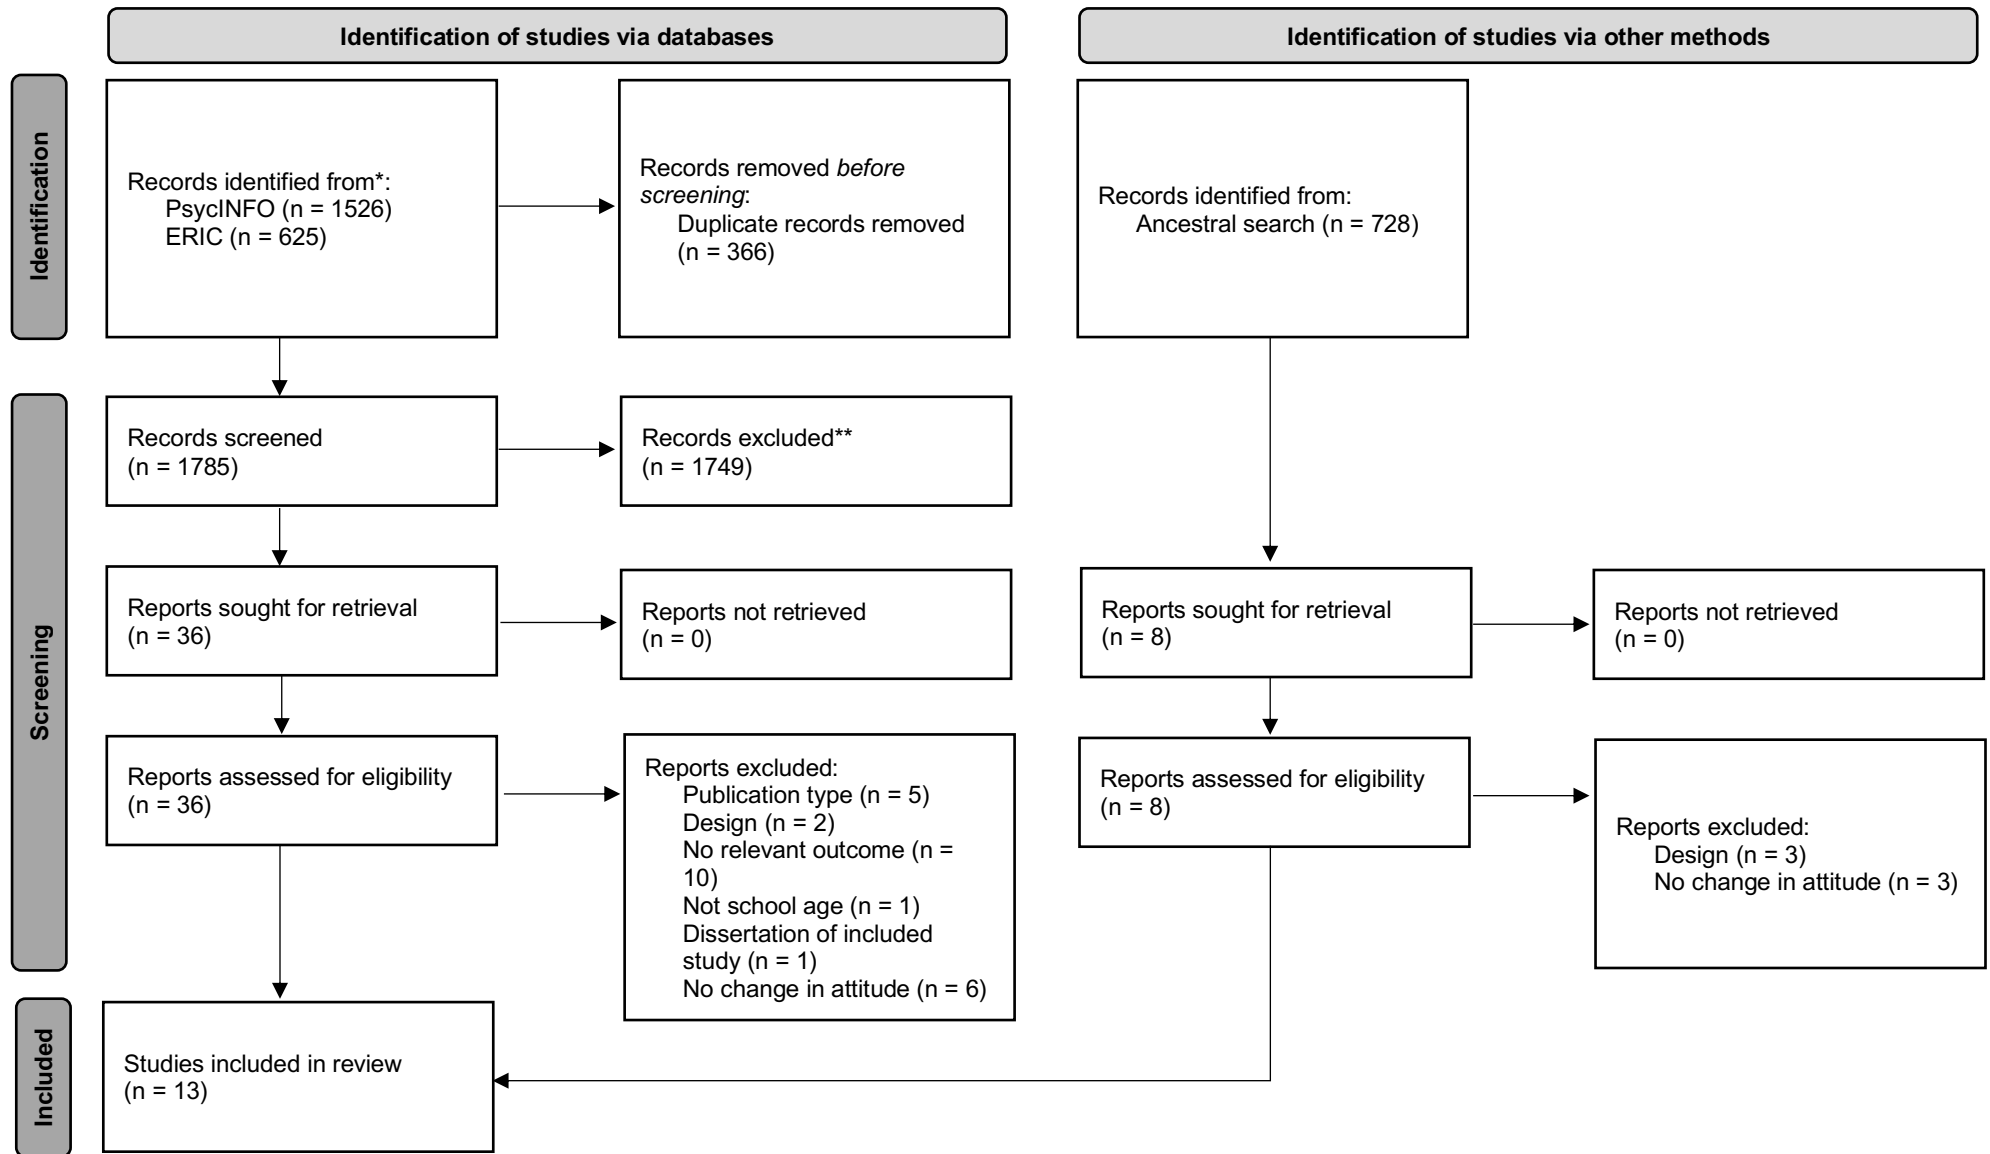 Identification of studies via databases
Identification of studies via other methods
Identification
Records identified from*:
PsycINFO (n = 1526)
ERIC (n = 625)
Records removed before
screening:
Duplicate records removed
(n = 366)
Records identified from:
Ancestral search (n = 728)
Screening
Records screened
(n = 1785)
Records excluded**
(n = 1749)
Reports sought for retrieval
(n = 36)
Reports not retrieved
(n = 0)
Reports sought for retrieval
(n = 8)
Reports not retrieved
(n = 0)
Reports assessed for eligibility
(n = 36)
Reports excluded:
Publication type (n = 5)
Design (n = 2)
No relevant outcome (n =
10)
Not school age (n = 1)
Dissertation of included
study (n = 1)
No change in attitude (n = 6)
Reports assessed for eligibility
(n = 8)
Reports excluded:
Design (n = 3)
No change in attitude (n = 3)
Included
Studies included in review
(n = 13)